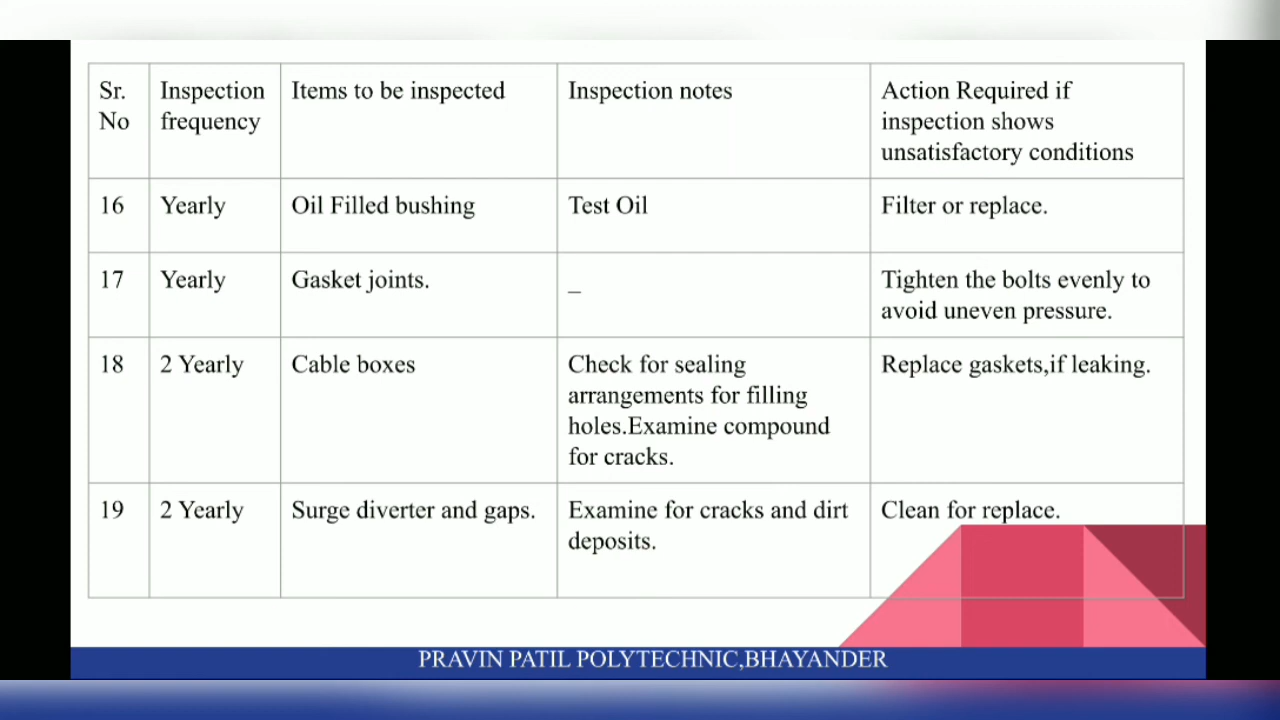 Sr. No | Inspection frequency | Items to be inspected | Inspection notes | Action Required if inspection shows unsatisfactory conditions
16 | Yearly | Oil Filled bushing | Test Oil | Filter or replace.
17 | Yearly | Gasket joints. | _ | Tighten the bolts evenly to avoid uneven pressure.
18 | 2 Yearly | Cable boxes | Check for sealing arrangements for filling holes.Examine compound for cracks. | Replace gaskets,if leaking.
19 | 2 Yearly | Surge diverter and gaps. | Examine for cracks and dirt deposits. | Clean for replace.
PRAVIN PATIL POLYTECHNIC,BHAYANDER